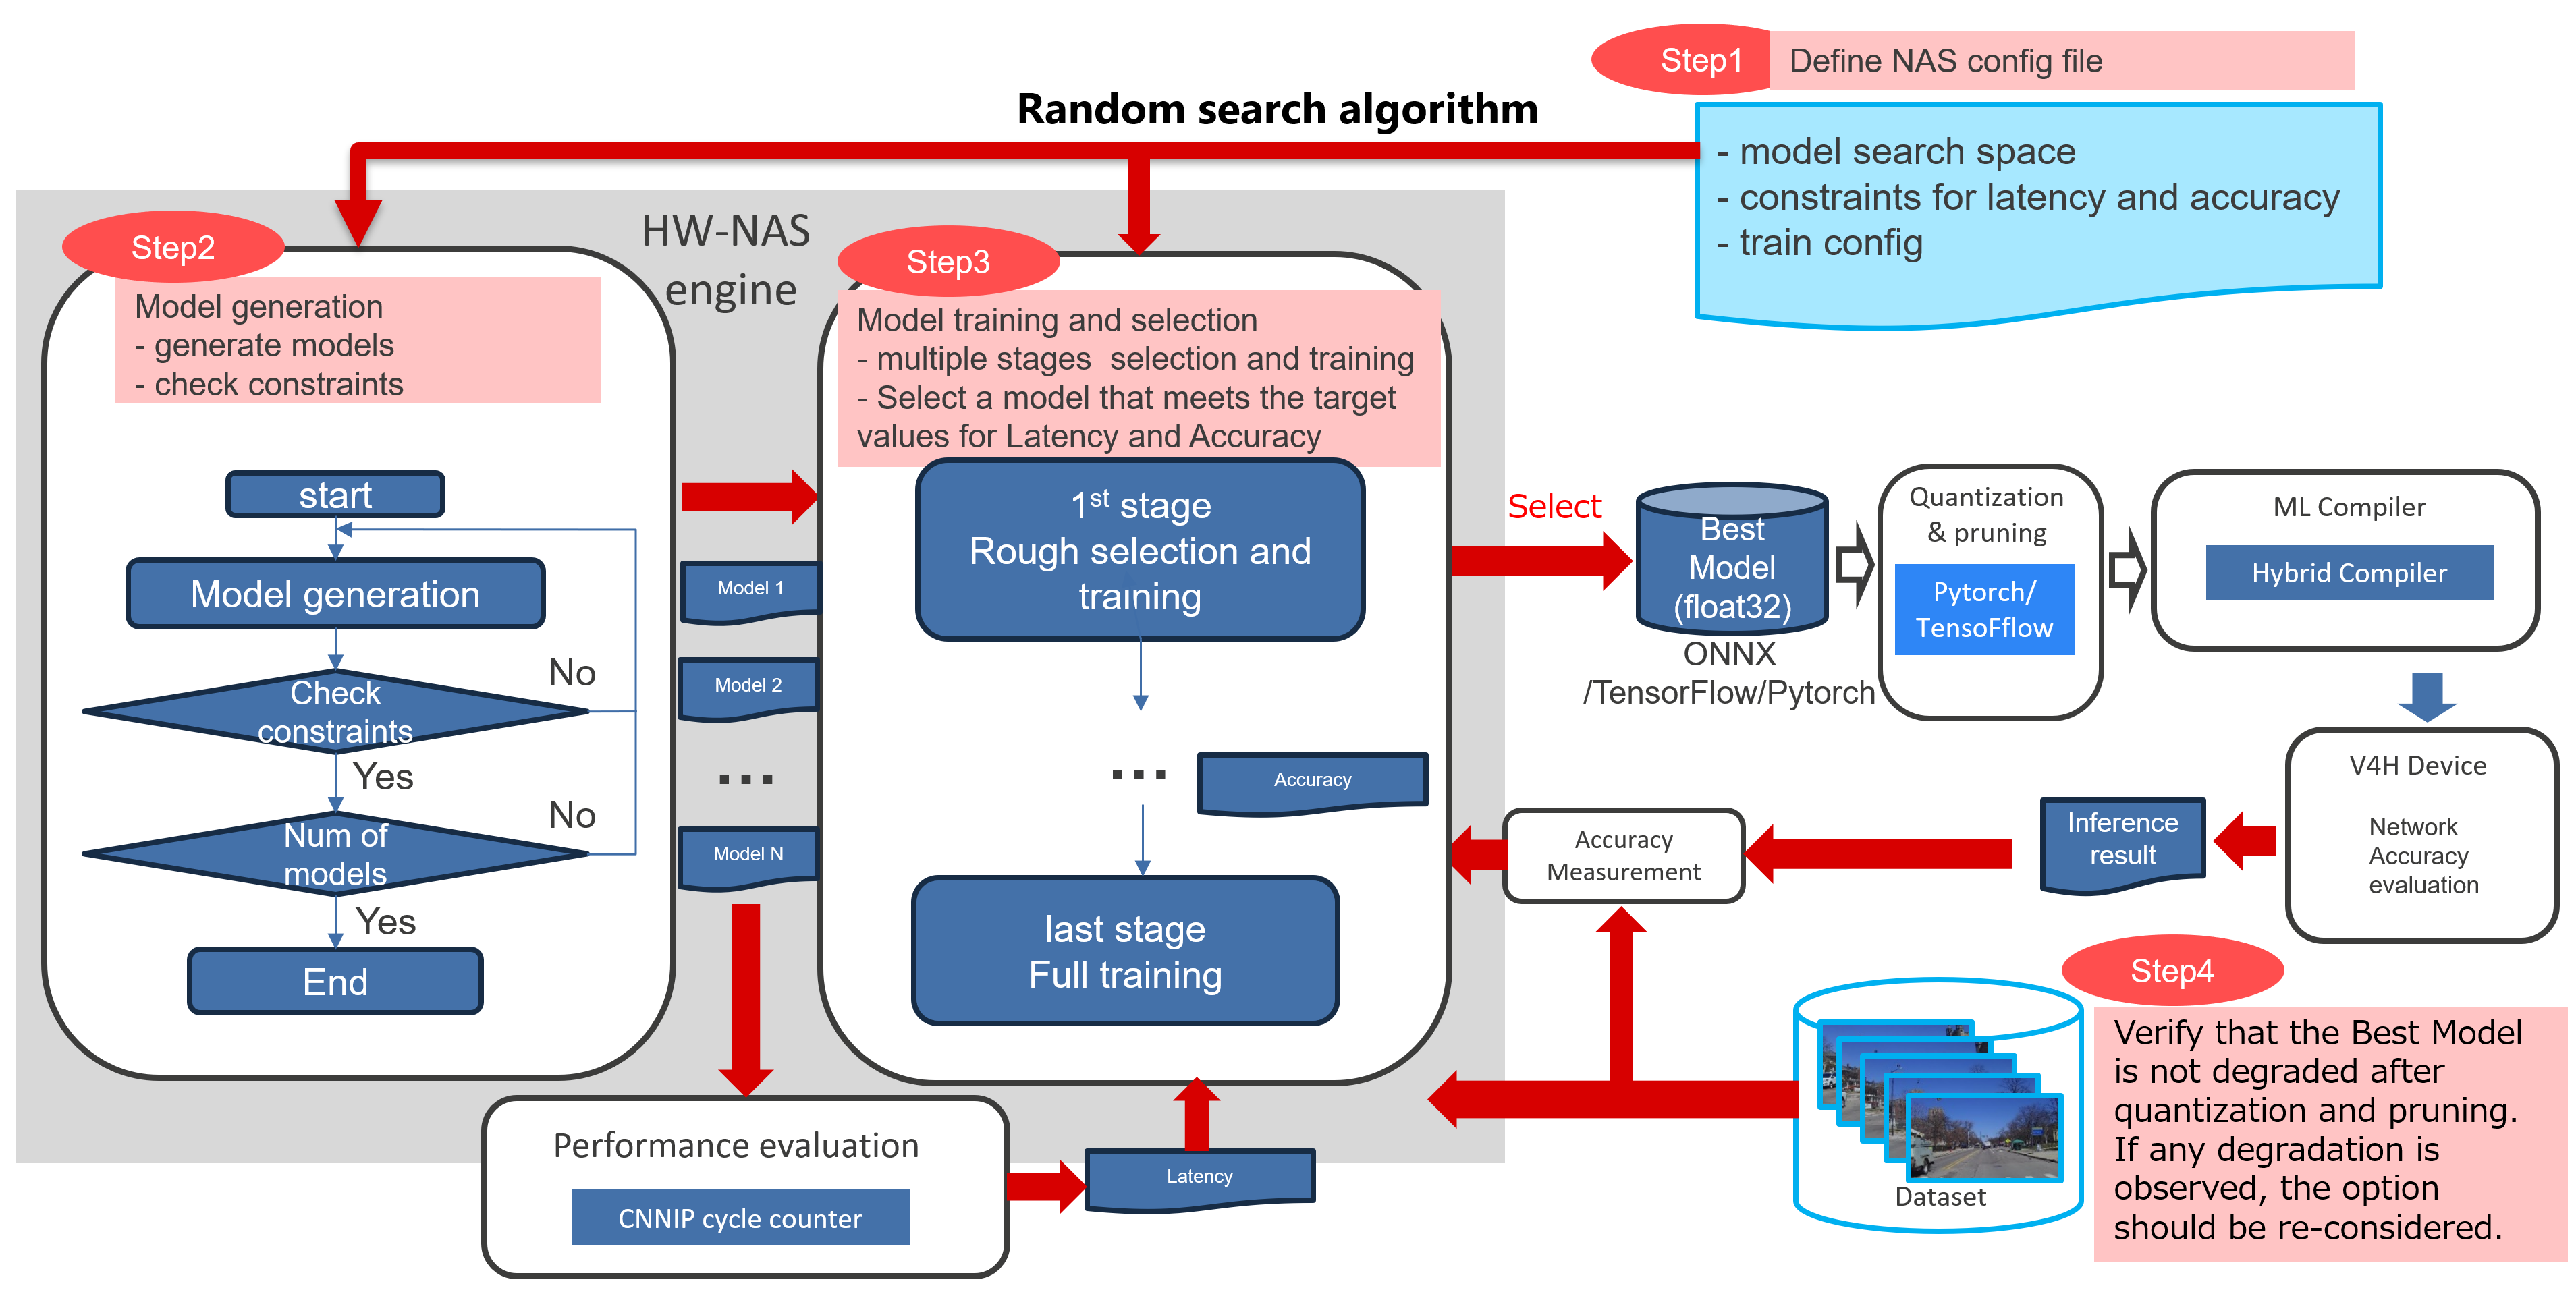 Step1
Define NAS config file
Random search algorithm
- model search space
- constraints for latency and accuracy
- train config
HW-NAS
engine
Step2
Model generation
- generate models
- check constraints
start
Model generation
Check
constraints
No
Yes
Num of
models
No
Yes
End
Model 1
Model 2
...
Model N
Step3
Model training and selection
- multiple stages  selection and training
- Select a model that meets the target
values for Latency and Accuracy
1st stage
Rough selection and
training
...
Accuracy
last stage
Full training
Performance evaluation
CNNIP cycle counter
Latency
Select
Best
Model
(float32)
ONNX
/TensorFlow/Pytorch
Quantization
& pruning
Pytorch/
TensoFflow
ML Compiler
Hybrid Compiler
V4H Device
Network
Accuracy
evaluation
Inference
result
Accuracy
Measurement
Dataset
Step4
Verify that the Best Model
is not degraded after
quantization and pruning.
If any degradation is
observed, the option
should be re-considered.